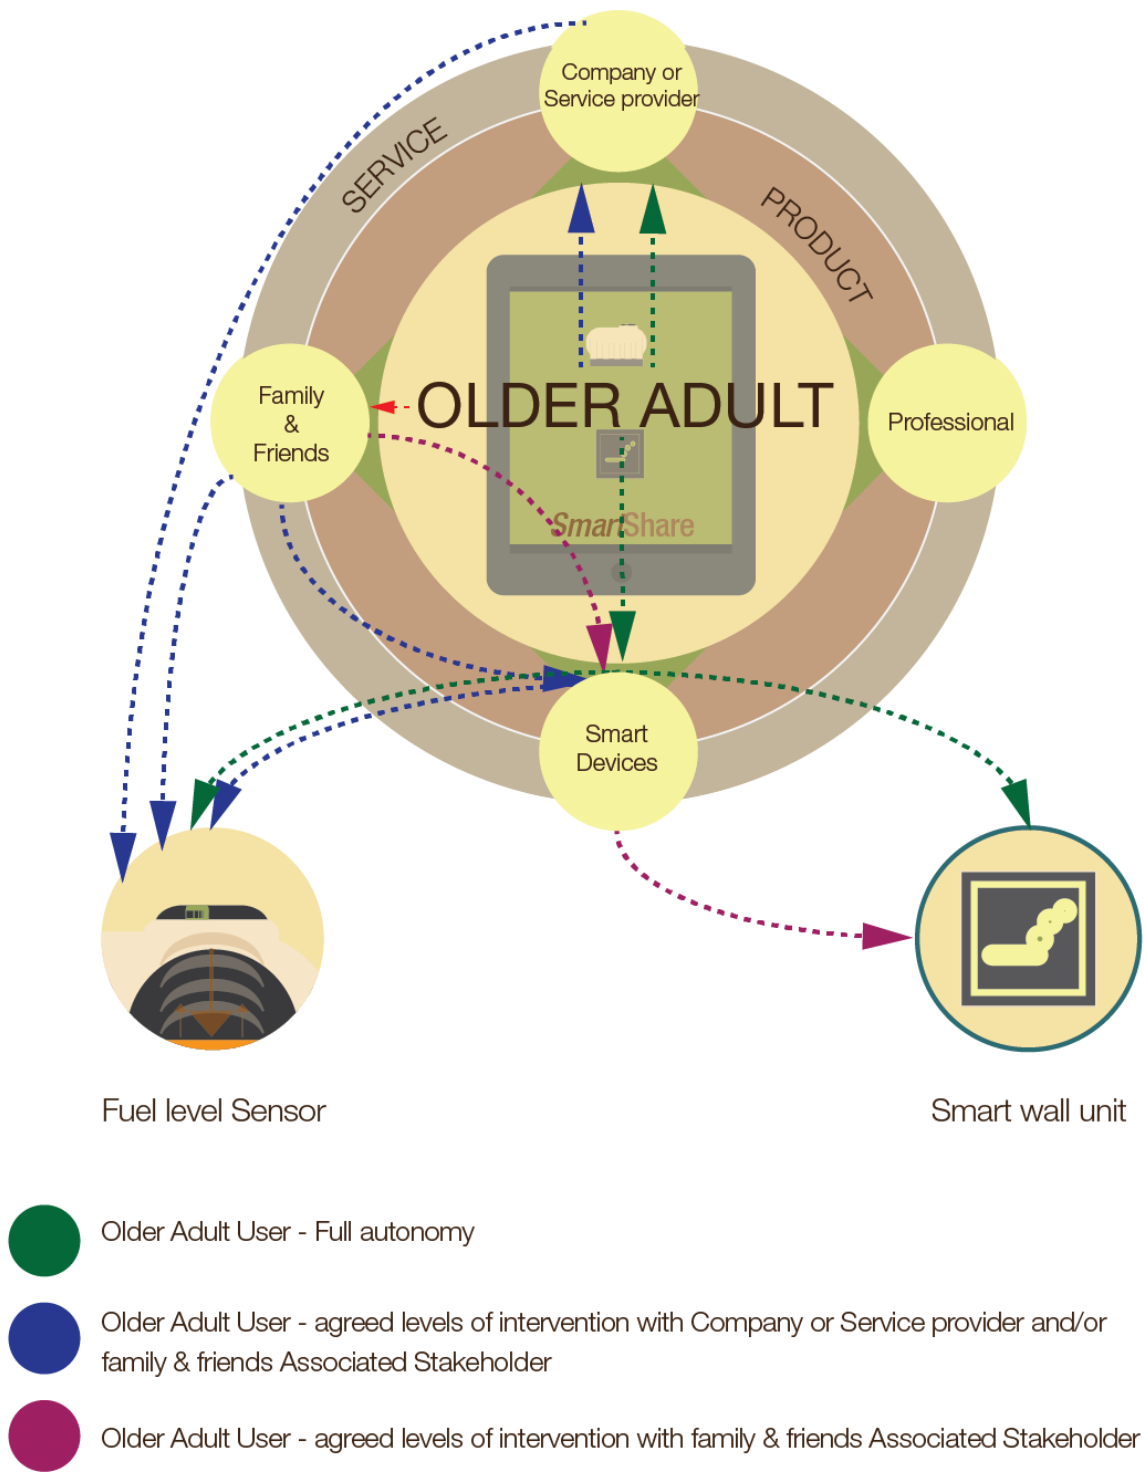 Company or
Service provider
SERVICE
PRODUCT
Family
&
Friends
OLDER ADULT
Professional
SmartShare
Smart
Devices
Fuel level Sensor
Smart wall unit
Older Adult User - Full autonomy
Older Adult User - agreed levels of intervention with Company or Service provider and/or
family & friends Associated Stakeholder
Older Adult User - agreed levels of intervention with family & friends Associated Stakeholder